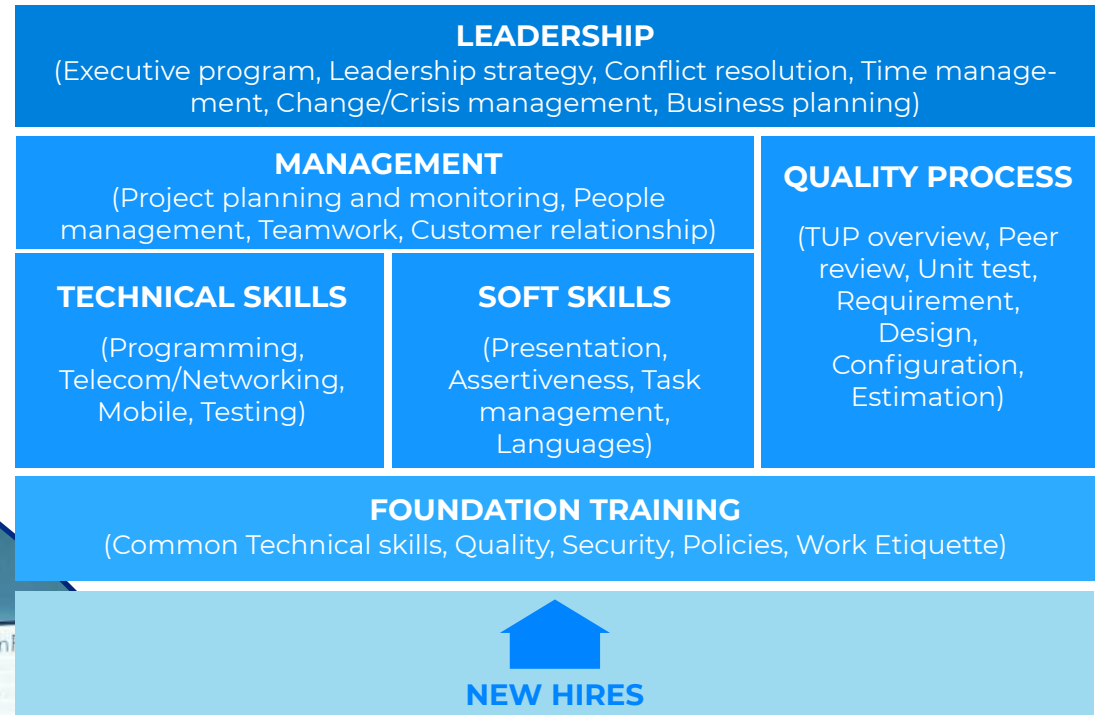 LEADERSHIP
(Executive program, Leadership strategy, Conflict resolution, Time manage-
ment, Change/Crisis management, Business planning)
MANAGEMENT
(Project planning and monitoring, People
management, Teamwork, Customer relationship)
QUALITY PROCESS
(TUP overview, Peer
review, Unit test,
Requirement,
Design,
Configuration,
Estimation)
TECHNICAL SKILLS
(Programming,
Telecom/Networking,
Mobile, Testing)
SOFT SKILLS
(Presentation,
Assertiveness, Task
management,
Languages)
FOUNDATION TRAINING
(Common Technical skills, Quality, Security, Policies, Work Etiquette)
NEW HIRES